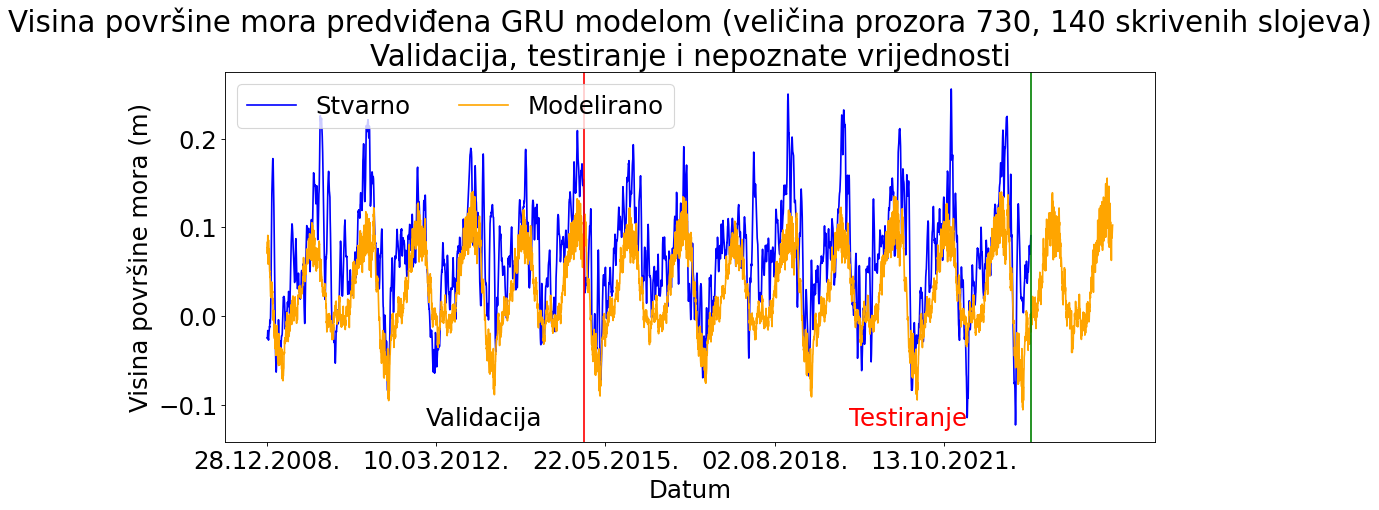 Visina površine mora predviđena GRU modelom (veličina prozora 730, 140 skrivenih slojeva)
Validacija, testiranje i nepoznate vrijednosti
Stvarno
Modelirano
Visina površine mora (m)
0.2
0.1
0.0
−0.1
Validacija
Testiranje
28.12.2008.
10.03.2012.
22.05.2015.
02.08.2018.
13.10.2021.
Datum